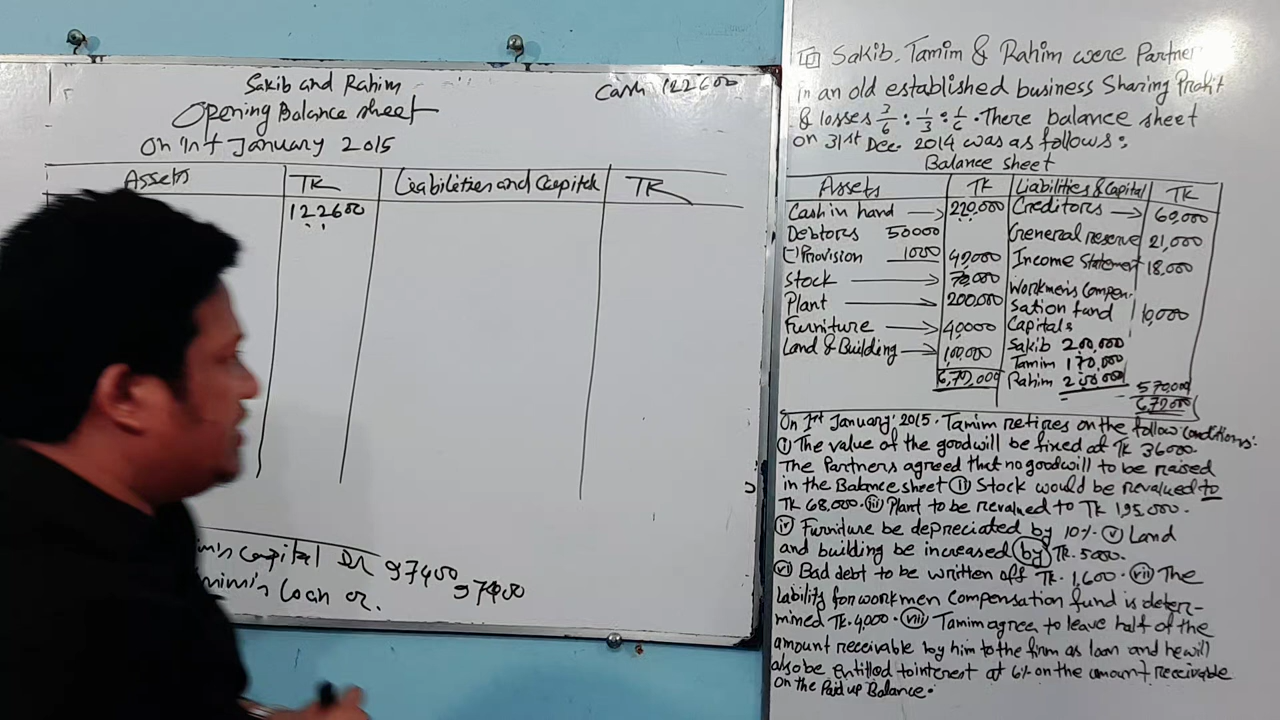 Sakib and Rahim
Cash 122600
Opening Balance sheet
On 1st January 2015
Assets TK Liabilities and Capital TK
122600
Capital Dr 97400
Loan cr. 97400
Sakib, Tamim & Rahim were Partner
in an old established business Sharing Profit
& losses 3/6 : 1/3 : 1/6 . There balance sheet
on 31st Dec. 2014 was as follows:
Balance sheet
Assets TK Liabilities & Capital TK
Cash in hand 220,000 Creditors 60,000
Debtors 50000 General reserve 21,000
(-) Provision 1000 49,000 Income Statement 18,000
Stock 70,000 Workmen's Compen-
Plant 200,000 sation fund 10,000
Furniture 40000 Capitals
Land & Building 100,000 Sakib 200,000
Tamim 170,000
6,79,000 Rahim 200000 570,000
679,000
On 1st January, 2015. Tamim retires on the follow conditions:
(i) The value of the goodwill be fixed at TK 36000.
The Partners agreed that no goodwill to be raised
in the Balance sheet (ii) Stock would be revalued to
TK 68,000. (iii) Plant to be revalued to TK 195,000.
(iv) Furniture be depreciated by 10% (v) Land
and building be increased by TK. 5000.
(vi) Bad debt to be written off TK. 1,600. (vii) The
liability for workmen Compensation fund is deter-
mined TK. 4000. (viii) Tamim agree to leave half of the
amount receivable by him to the firm as loan and he will
also be entitled to interest at 6% on the amount receivable
on the Paid up Balance.